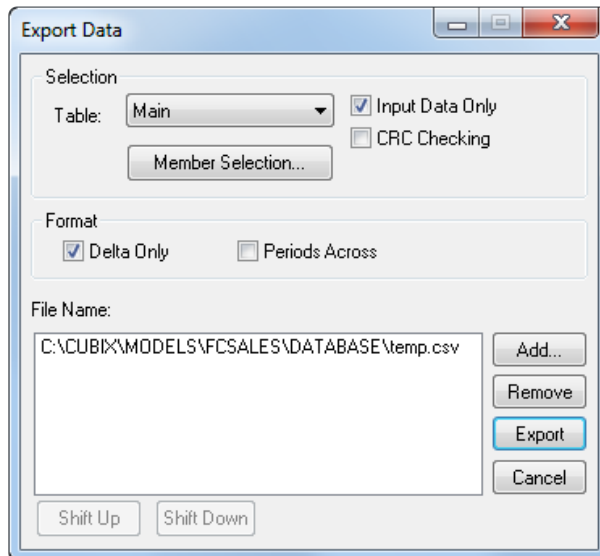 Export Data
Selection
Table: Main
Input Data Only
CRC Checking
Member Selection...
Format
Delta Only Periods Across
File Name:
C:\CUBIX\MODELS\FCSALES\DATABASE\temp.csv
Add...
Remove
Export
Cancel
Shift Up Shift Down